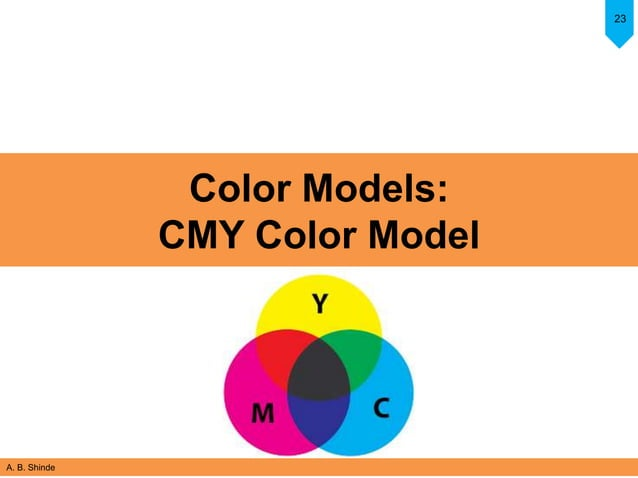 23
Color Models:
CMY Color Model
Y
M
C
A. B. Shinde